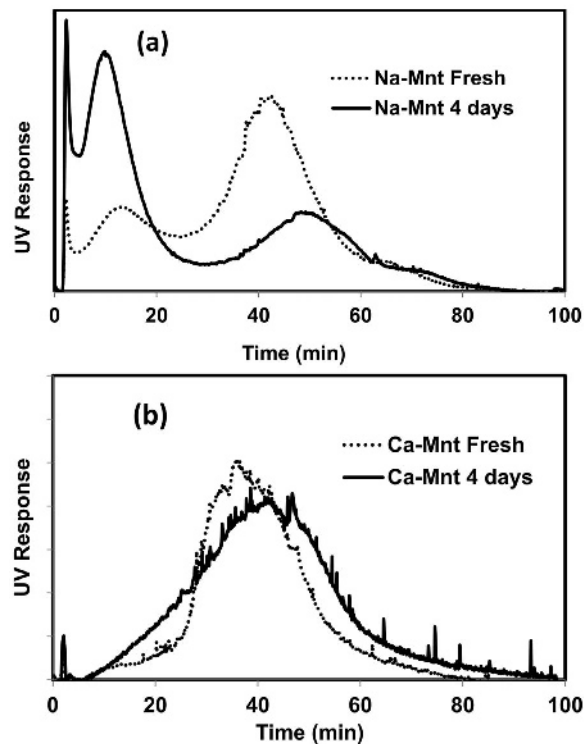 (a)
Na-Mnt Fresh
Na-Mnt 4 days
UV Response
0 20 40 60 80 100
Time (min)
(b)
Ca-Mnt Fresh
Ca-Mnt 4 days
UV Response
0 20 40 60 80 100
Time (min)